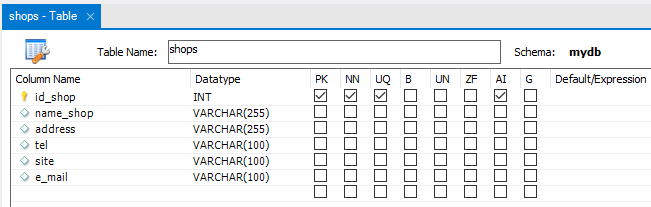 shops - Table ×
Table Name: shops Schema: mydb
Column Name Datatype PK NN UQ B UN ZF AI G Default/Expression
id_shop INT
name_shop VARCHAR(255)
address VARCHAR(255)
tel VARCHAR(100)
site VARCHAR(100)
e_mail VARCHAR(100)